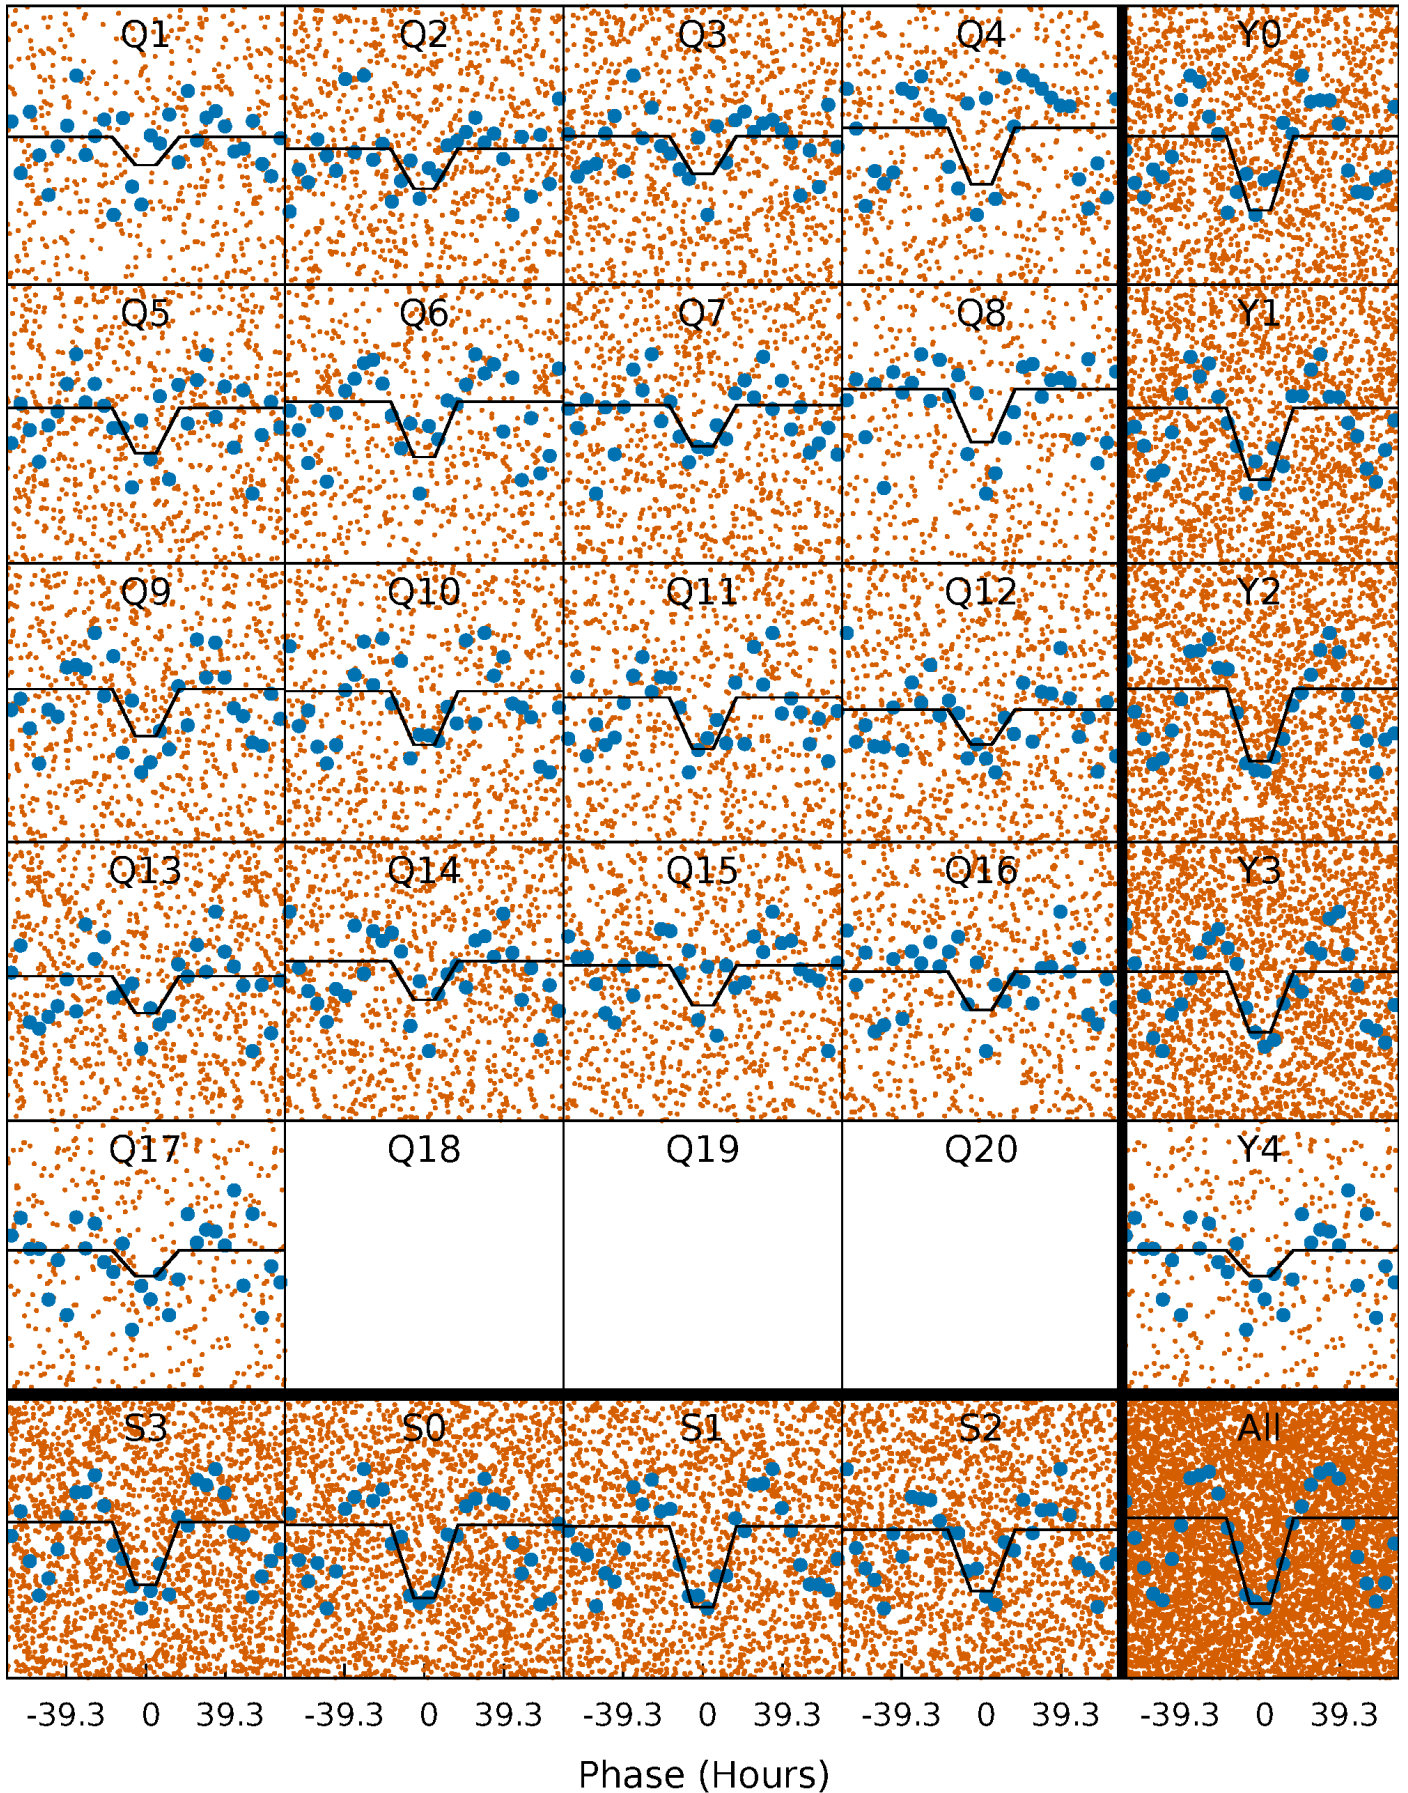 Q1 Q2 Q3 Q4 Y0
Q5 Q6 Q7 Q8 Y1
Q9 Q10 Q11 Q12 Y2
Q13 Q14 Q15 Q16 Y3
Q17 Q18 Q19 Q20 Y4
S3 S0 S1 S2 All
-39.3 0 39.3 -39.3 0 39.3 -39.3 0 39.3 -39.3 0 39.3 -39.3 0 39.3
Phase (Hours)